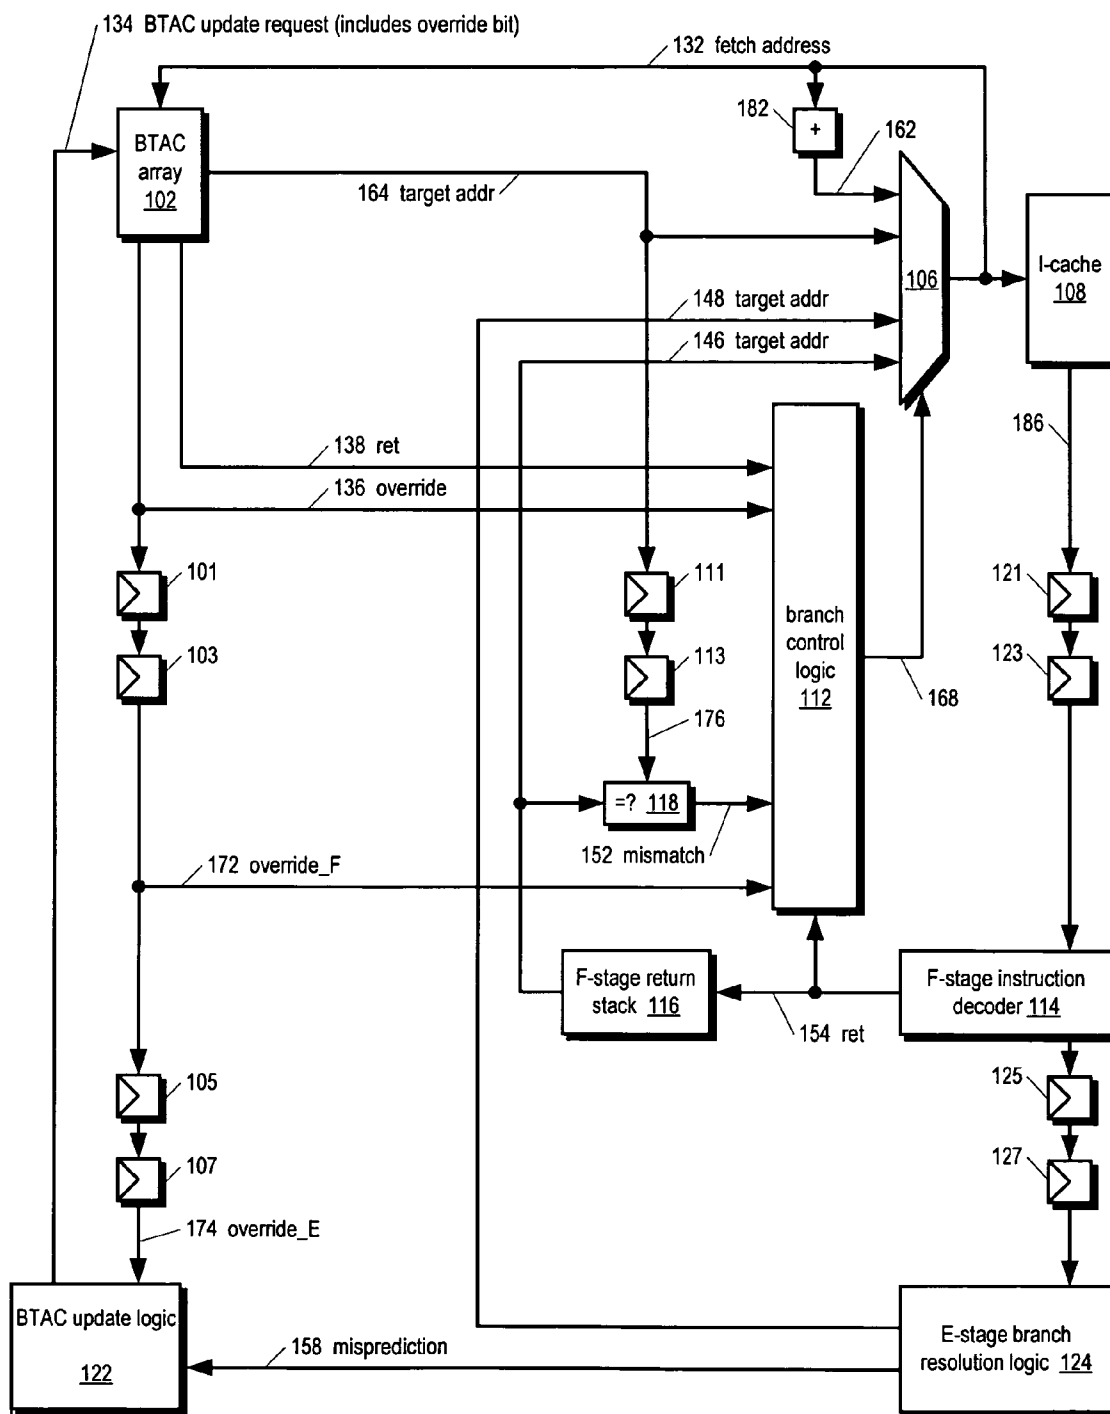 134 BTAC update request (includes override bit)
132 fetch address
182
+
162
BTAC
array
102
164 target addr
I-cache
108
106
148 target addr
146 target addr
186
138 ret
136 override
101
111
121
branch
control
logic
112
103
113
123
168
176
=? 118
152 mismatch
172 override_F
F-stage return
stack 116
F-stage instruction
decoder 114
154 ret
105
125
107
127
174 override_E
BTAC update logic
122
E-stage branch
resolution logic 124
158 misprediction